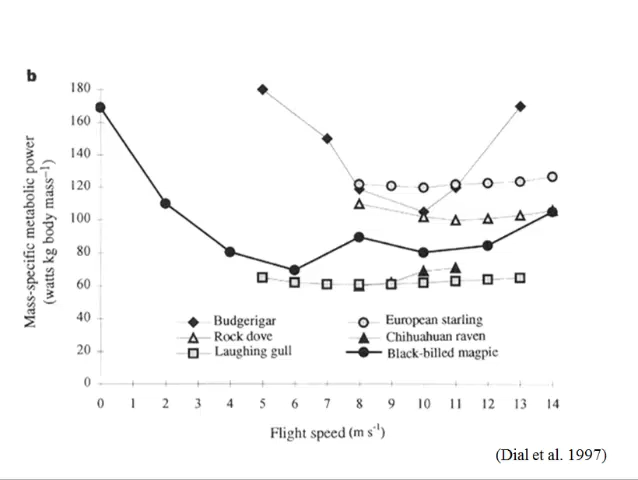 b
Mass-specific metabolic power
(watts kg body mass⁻¹)
180
160
140
120
100
80
60
40
20
0
Budgerigar
Rock dove
Laughing gull
European starling
Chihuahuan raven
Black-billed magpie
0 1 2 3 4 5 6 7 8 9 10 11 12 13 14
Flight speed (m s⁻¹)
(Dial et al. 1997)